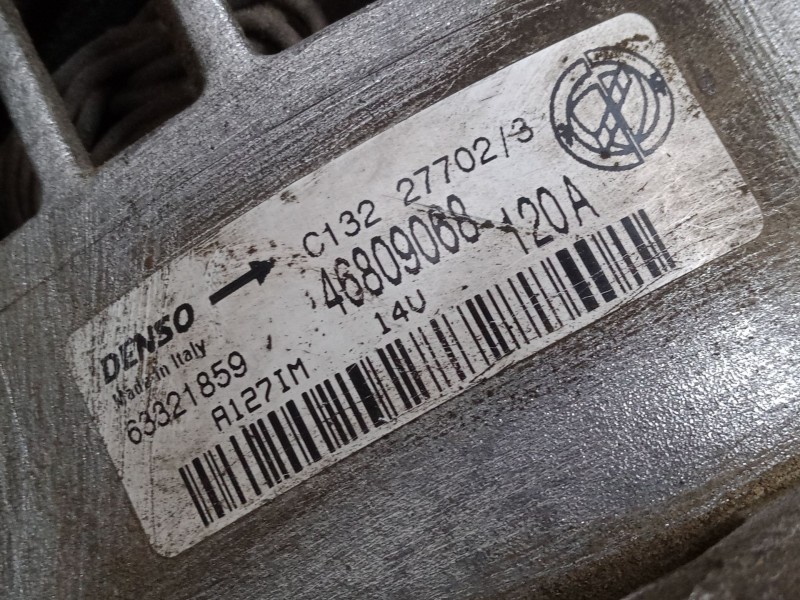 C132 27702/3
46809068 120A
DENSO
Made in Italy
14V
63321859
A127IM